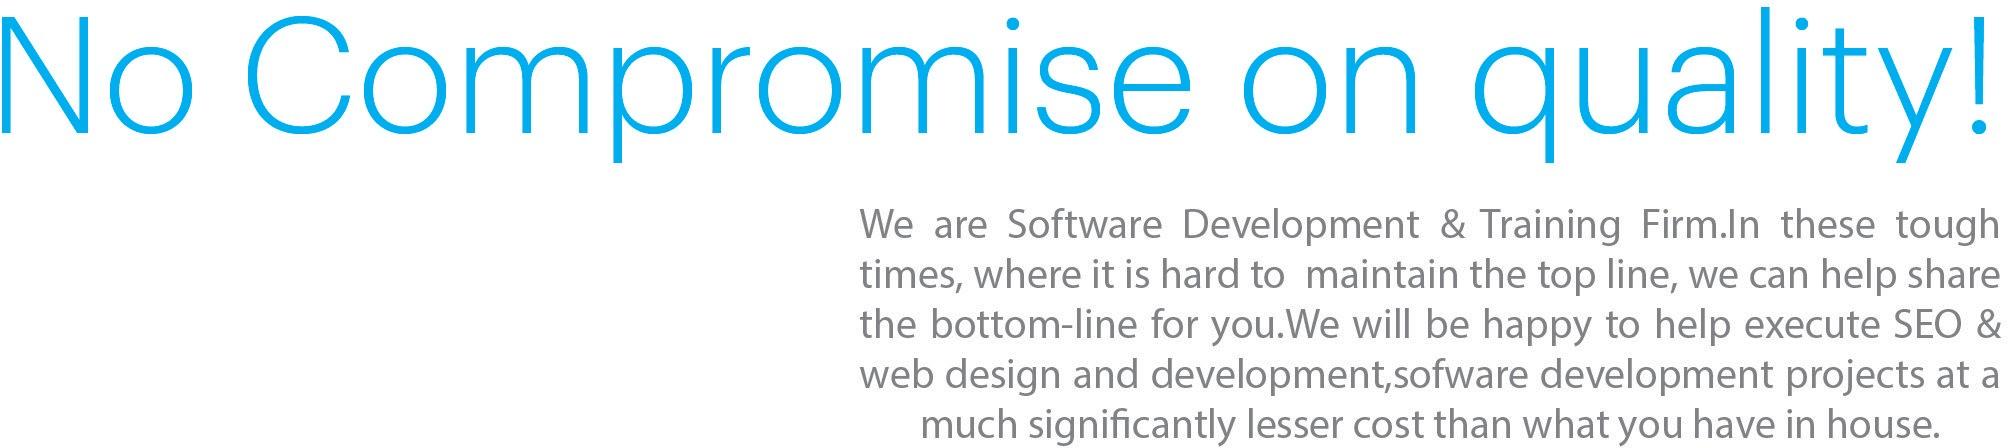 No Compromise on quality!
We are Software Development & Training Firm.In these tough
times, where it is hard to maintain the top line, we can help share
the bottom-line for you.We will be happy to help execute SEO &
web design and development,sofware development projects at a
much significantly lesser cost than what you have in house.